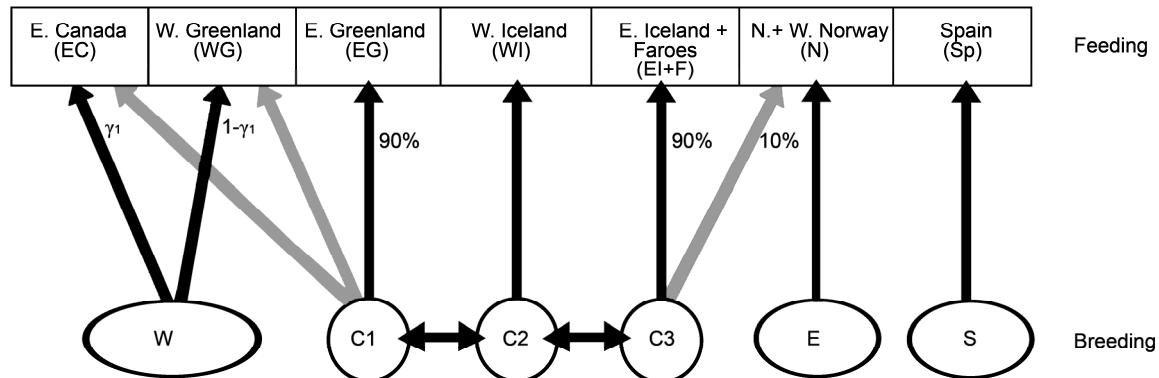 E. Canada
(EC)
W. Greenland
(WG)
E. Greenland
(EG)
W. Iceland
(WI)
E. Iceland +
Faroes
(EI+F)
N.+ W. Norway
(N)
Spain
(Sp)
Feeding
γ1
1-γ1
90%
90%
10%
W
C1
C2
C3
E
S
Breeding